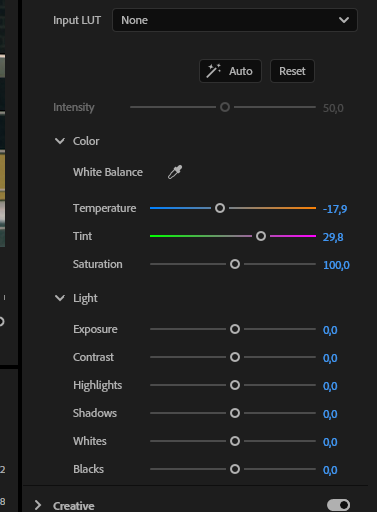 Input LUT None
Auto Reset
Intensity 50,0
Color
White Balance
Temperature -17,9
Tint 29,8
Saturation 100,0
Light
Exposure 0,0
Contrast 0,0
Highlights 0,0
Shadows 0,0
Whites 0,0
2
Blacks 0,0
8
Creative